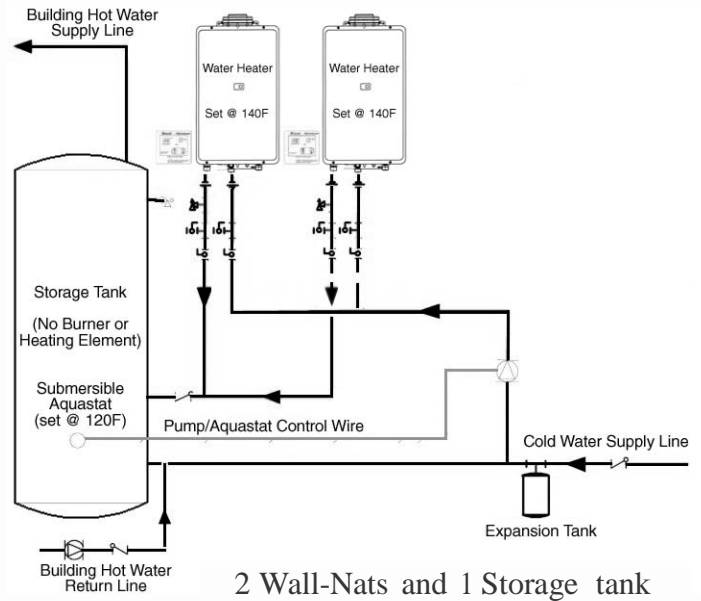 Building Hot Water
Supply Line
Water Heater
Set @ 140F
Water Heater
Set @ 140F
Storage Tank
(No Burner or
Heating Element)
Submersible
Aquastat
(set @ 120F)
Pump/Aquastat Control Wire
Cold Water Supply Line
Expansion Tank
Building Hot Water
Return Line
2 Wall-Nats and 1 Storage tank